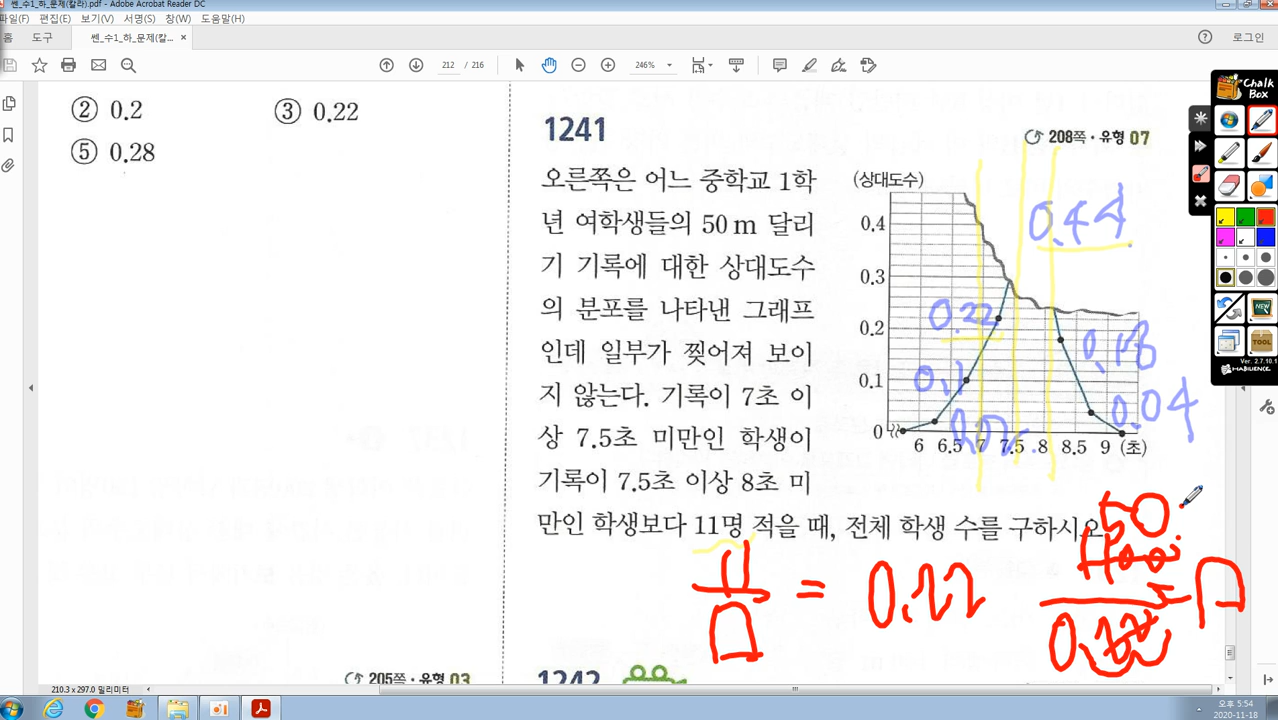 쎈_수1_하_문제(칼라).pdf - Adobe Acrobat Reader DC
파일(F) 편집(E) 보기(V) 서명(S) 창(W) 도움말(H)
홈 도구 쎈_수1_하_문제(칼... × 로그인
212 / 216 246%
② 0.2 ③ 0.22
⑤ 0.28
1241
208쪽·유형 07
오른쪽은 어느 중학교 1학
년 여학생들의 50 m 달리
기 기록에 대한 상대도수
의 분포를 나타낸 그래프
인데 일부가 찢어져 보이
지 않는다. 기록이 7초 이
상 7.5초 미만인 학생이
기록이 7.5초 이상 8초 미
만인 학생보다 11명 적을 때, 전체 학생 수를 구하시오.
(상대도수)
0.4
0.3
0.2
0.1
0
6 6.5 7 7.5 8 8.5 9 (초)
0.44
0.22
0.18
0.1
0.04
0.02
11
= 0.22
50
1100
0.22
205쪽·유형 03
1242
Chalk Box
NEW
TOOL
Ver. 2.7.10.1
MABILIENCE
210.3 x 297.0 밀리미터
오후 5:54
2020-11-18